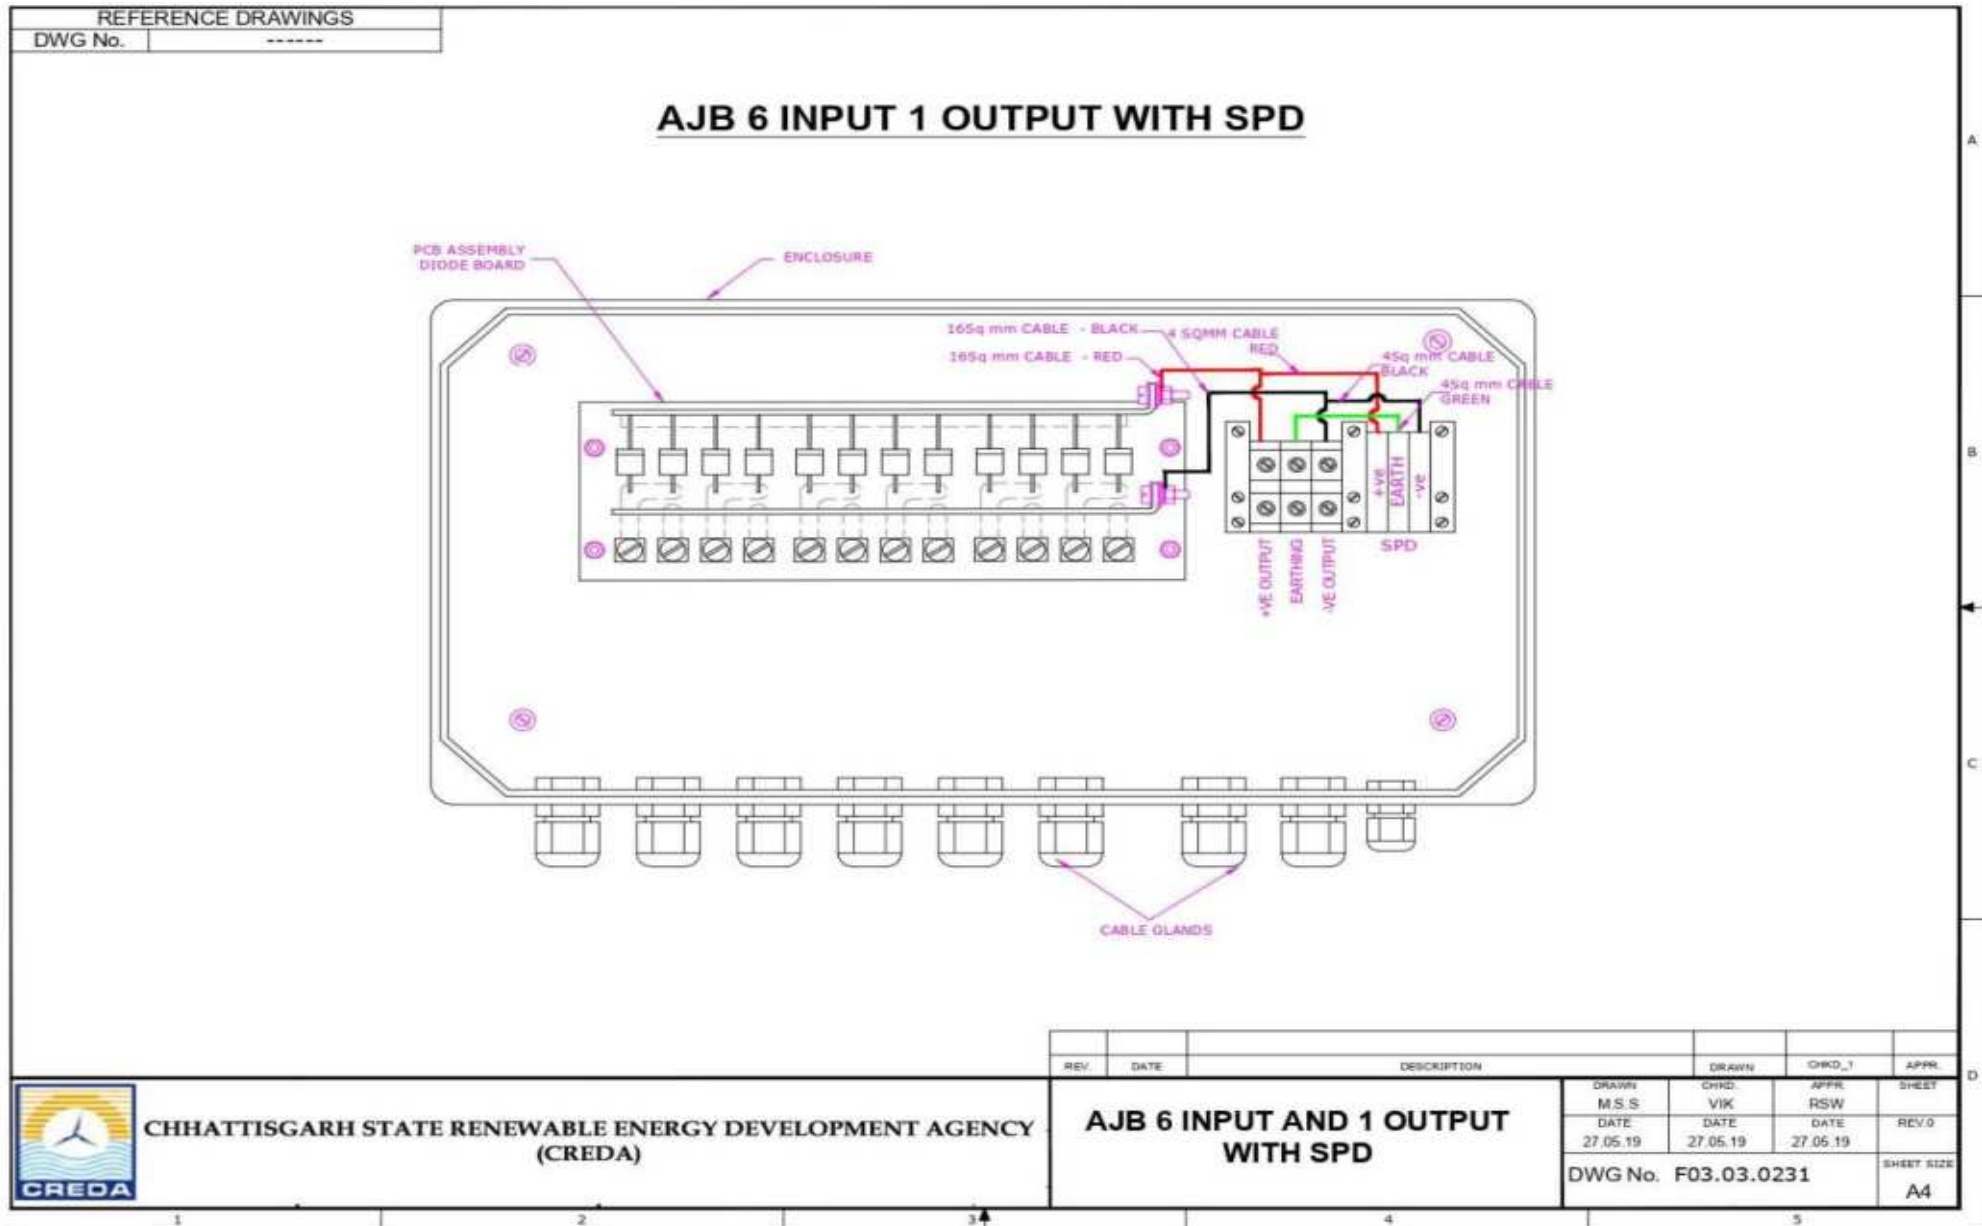 REFERENCE DRAWINGS
DWG No. ------
AJB 6 INPUT 1 OUTPUT WITH SPD
PCB ASSEMBLY
DIODE BOARD
ENCLOSURE
16Sq mm CABLE - BLACK
16Sq mm CABLE - RED
4 SQMM CABLE
RED
4Sq mm CABLE
BLACK
4Sq mm CABLE
GREEN
+ve
EARTH
-ve
SPD
+VE OUTPUT
EARTHING
-VE OUTPUT
CABLE GLANDS
A
B
C
D
REV. DATE DESCRIPTION DRAWN CHKD_1 APPR.
CREDA
CHHATTISGARH STATE RENEWABLE ENERGY DEVELOPMENT AGENCY
(CREDA)
AJB 6 INPUT AND 1 OUTPUT
WITH SPD
DRAWN CHKD. APPR. SHEET
M.S.S VIK RSW
DATE DATE DATE REV.0
27.05.19 27.05.19 27.05.19
DWG No. F03.03.0231
SHEET SIZE
A4
1 2 3 4 5